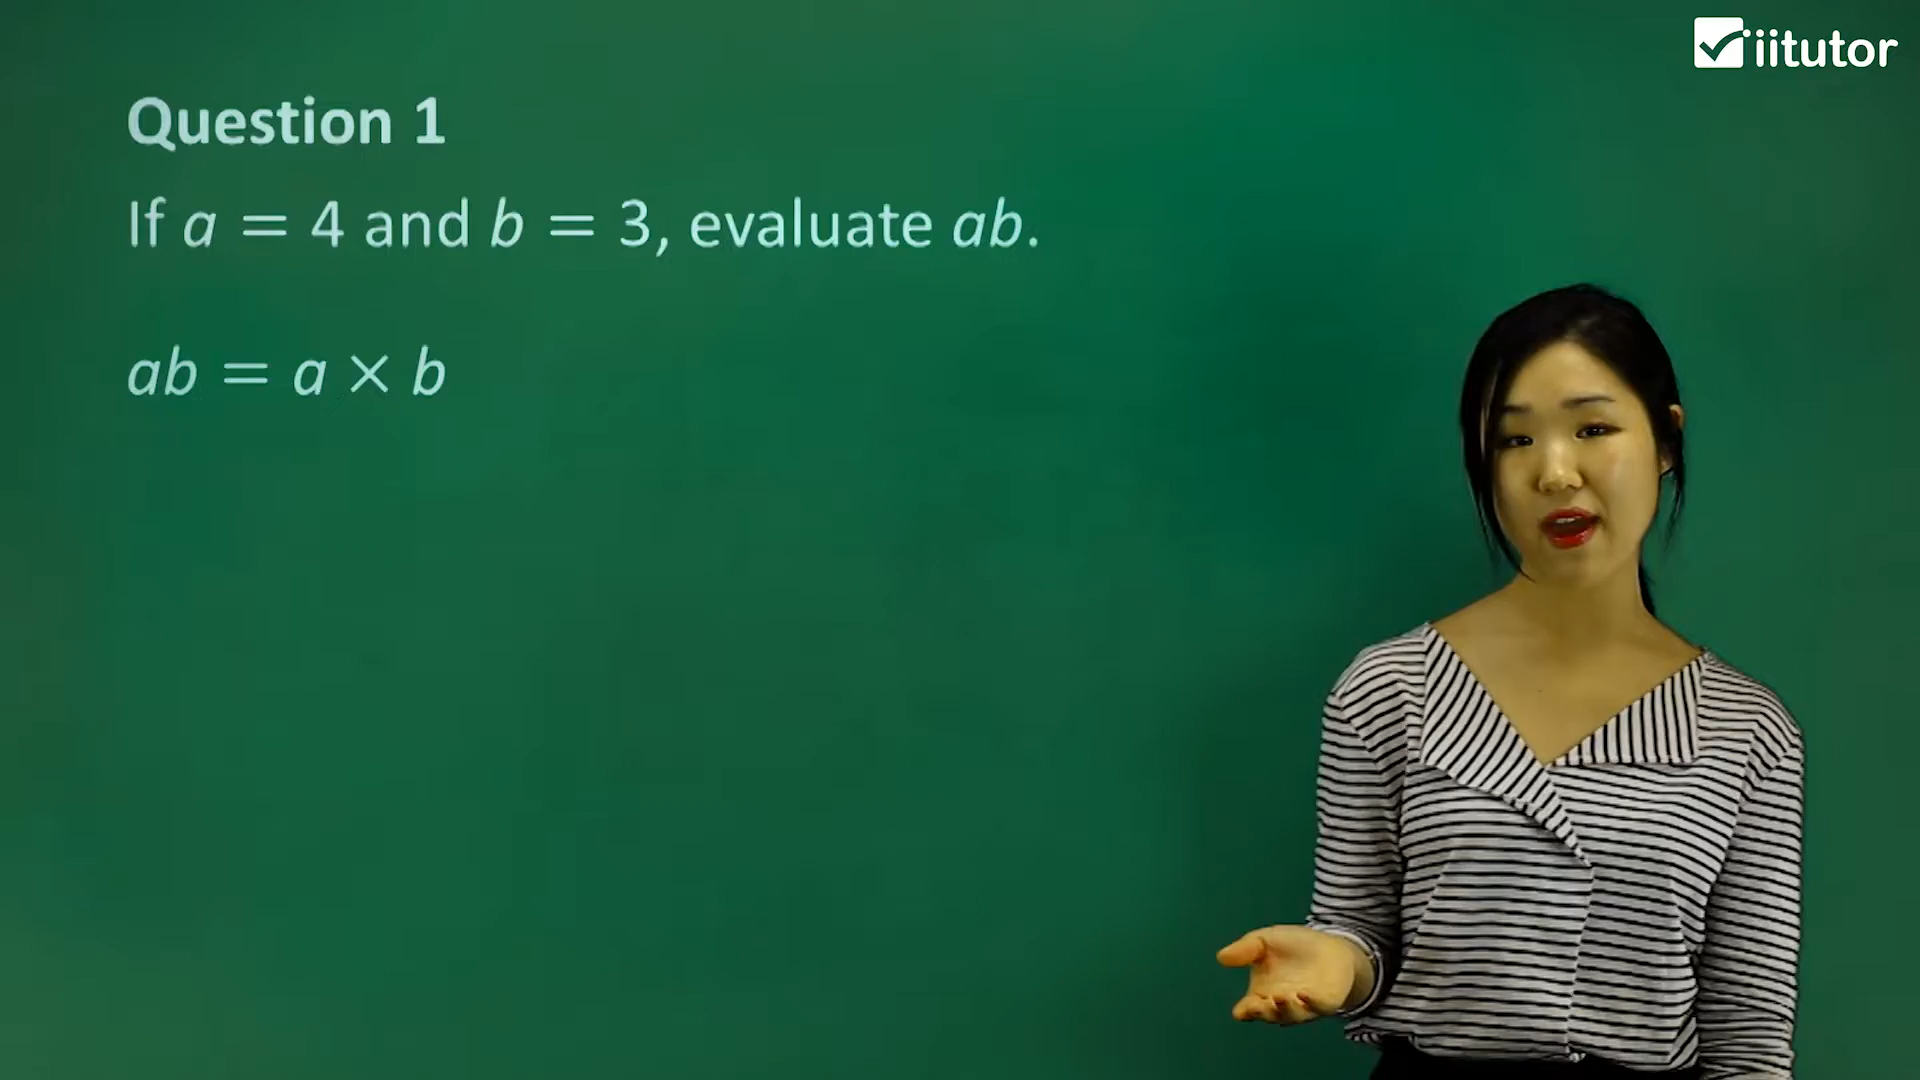 iitutor
Question 1
If a = 4 and b = 3, evaluate ab.
ab = a × b